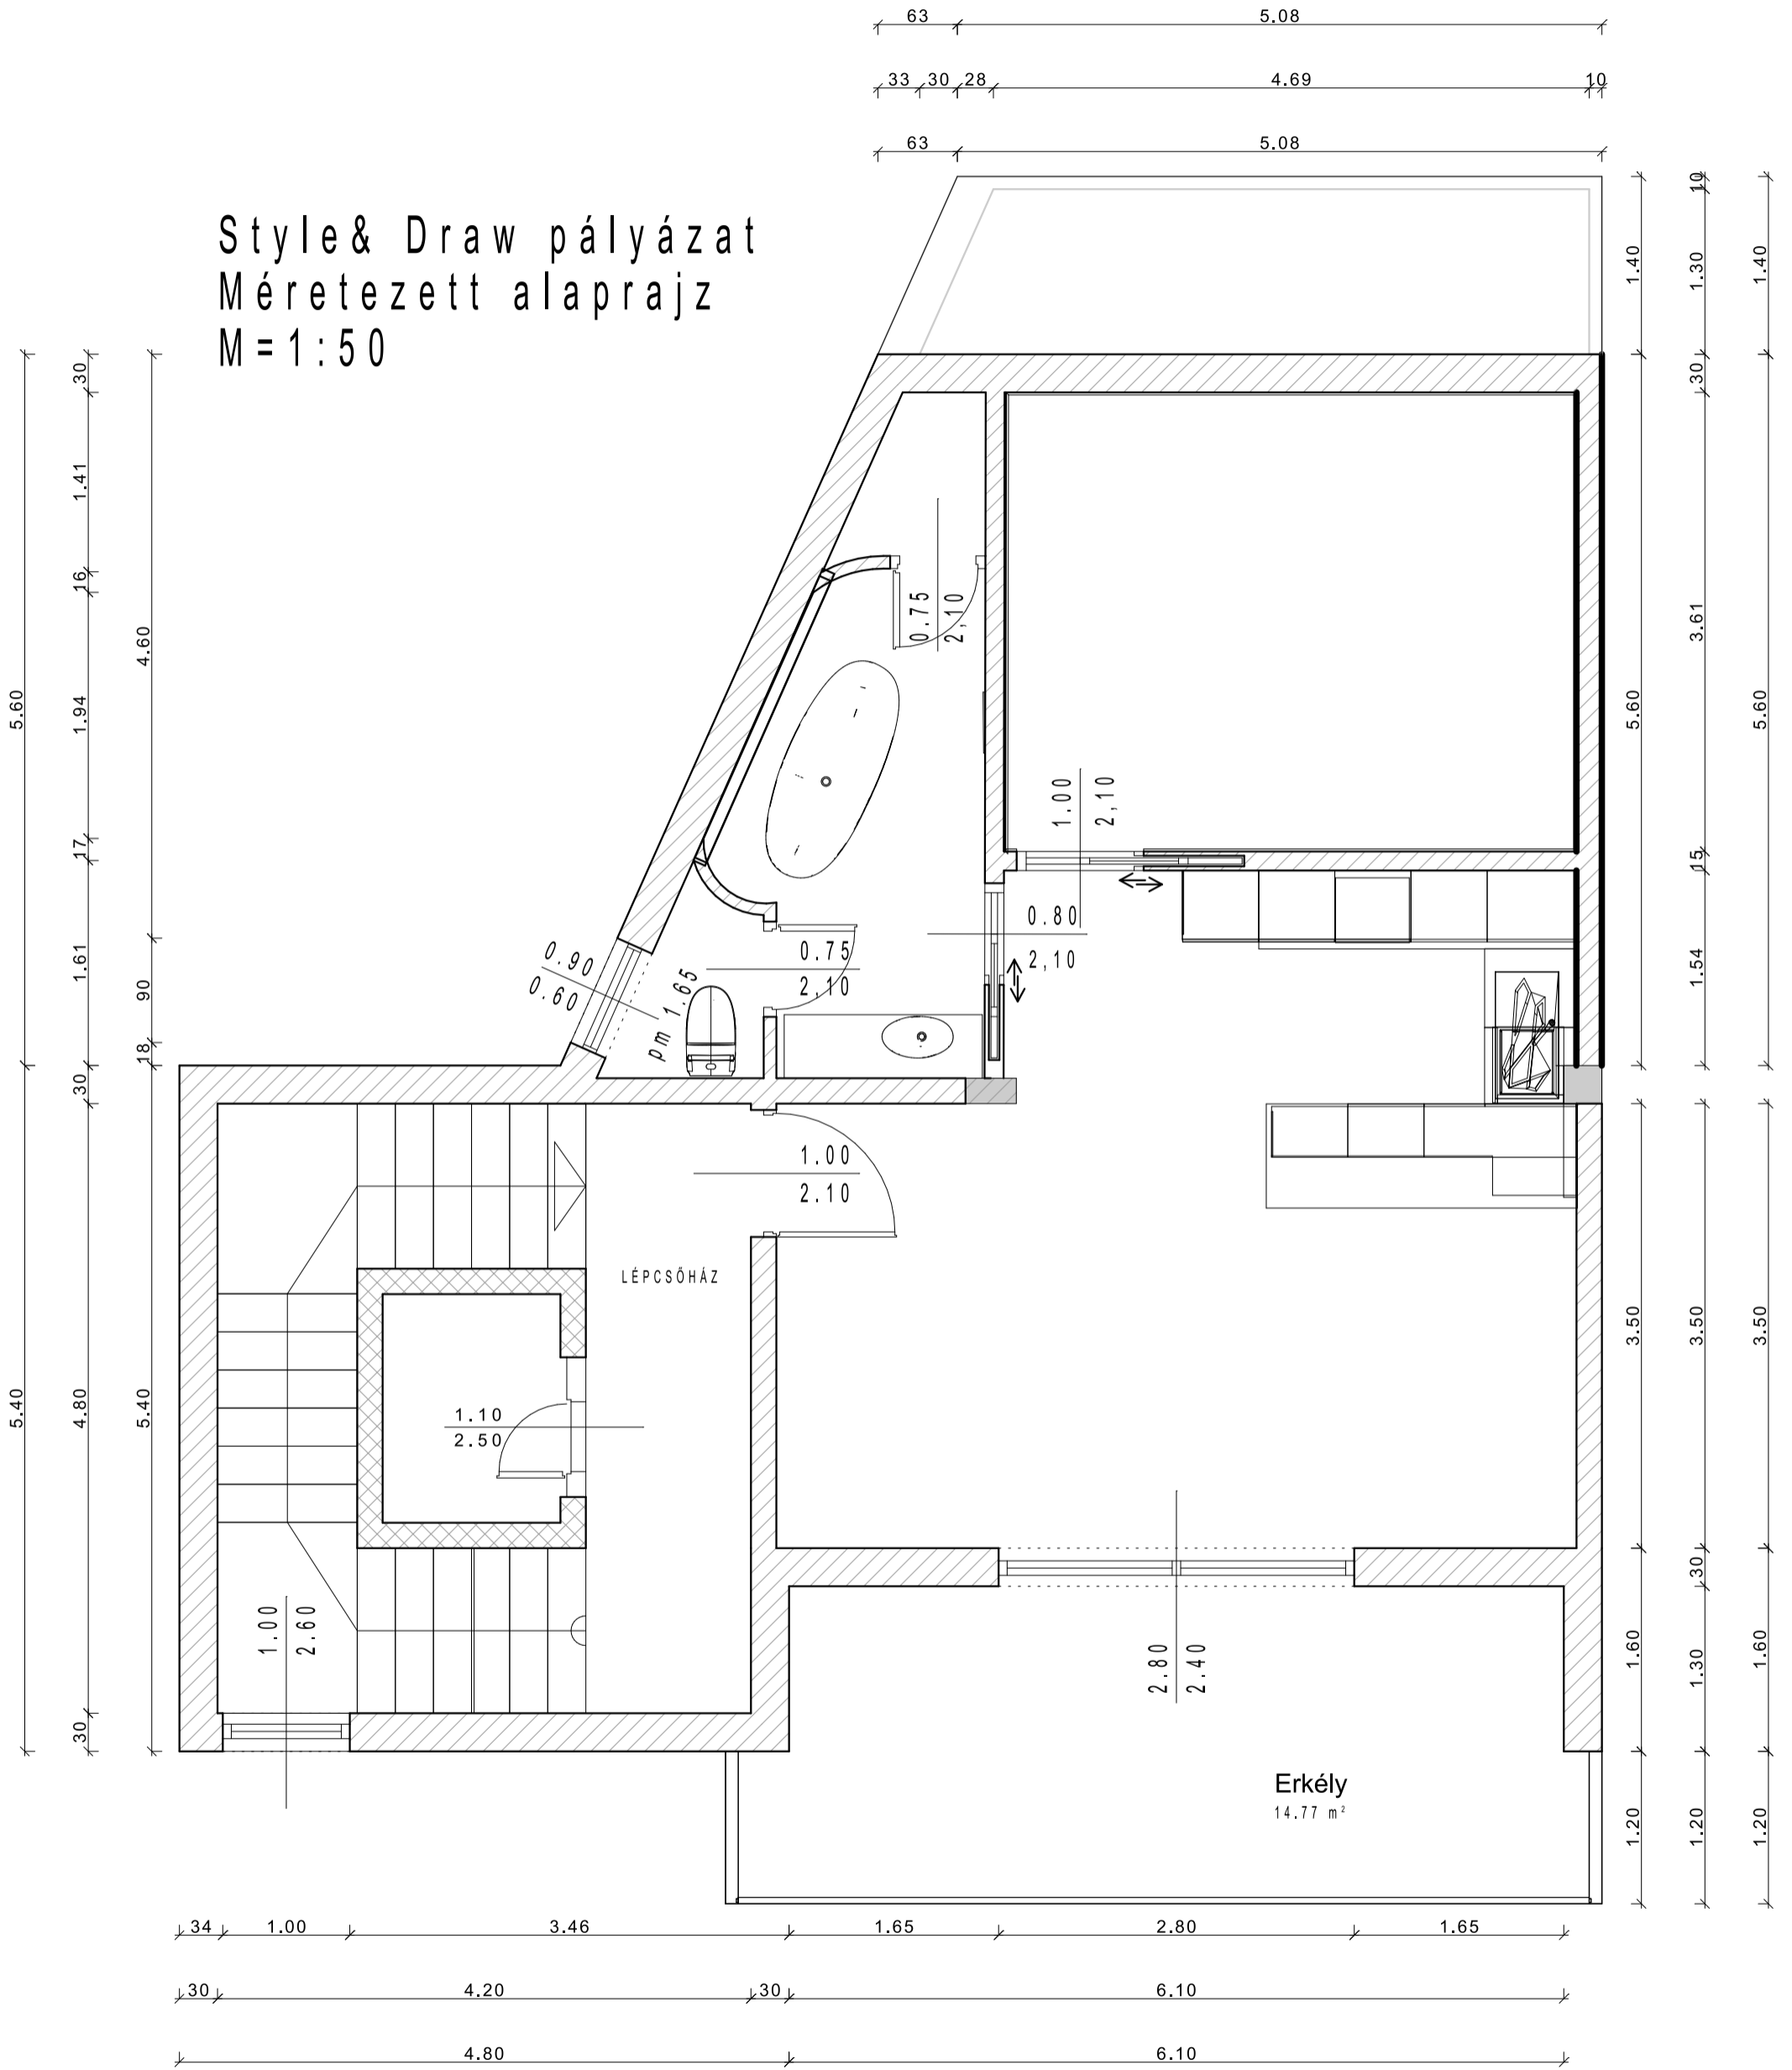 63 5.08
33 30 28 4.69 10
63 5.08
Style& Draw pályázat
Méretezett alaprajz
M=1:50
1.40 1.30 10 1.40
30 30
1.41
16
4.60
5.60 1.94
17
1.61
90
18
30
5.40 4.80 5.40
30
0.75
2,10
3.61
5.60 5.60
1.00
2,10
15
0.80
2,10
0.90
0.60
pm 1.65
0.75
2,10
1.54
1.00
2.10
LÉPCSŐHÁZ
3.50 3.50 3.50
1.10
2.50
30
1.00
2.60
2.80
2.40
1.60 1.30 1.60
Erkély
14.77 m²
1.20 1.20 1.20
34 1.00 3.46 1.65 2.80 1.65
30 4.20 30 6.10
4.80 6.10